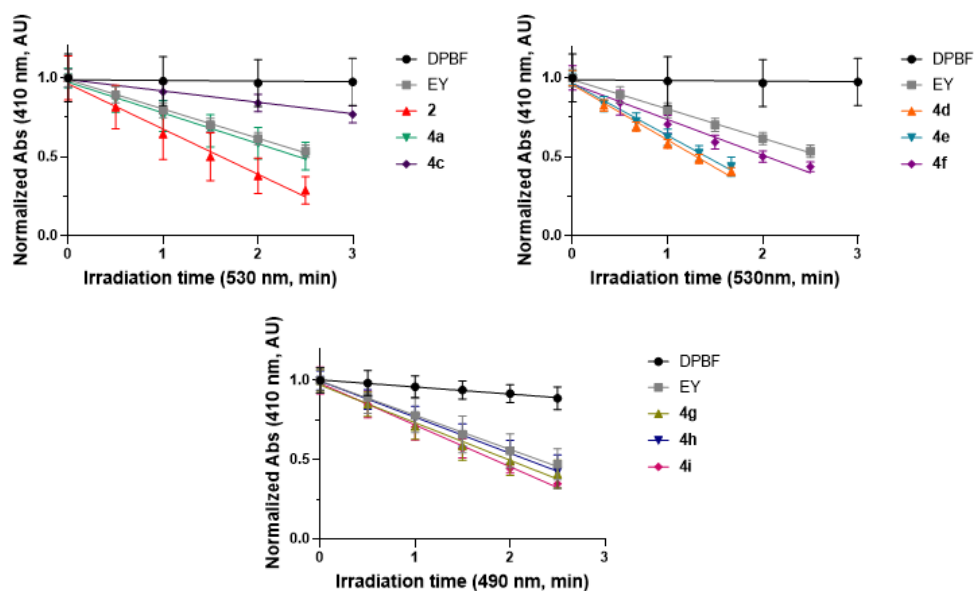 Normalized Abs (410 nm, AU)
1.0
0.5
0.0
0
1
2
3
Irradiation time (530 nm, min)
DPBF
EY
2
4a
4c
Normalized Abs (410 nm, AU)
1.0
0.5
0.0
0
1
2
3
Irradiation time (530nm, min)
DPBF
EY
4d
4e
4f
Normalized Abs (410 nm, AU)
1.0
0.5
0.0
0
1
2
3
Irradiation time (490 nm, min)
DPBF
EY
4g
4h
4i